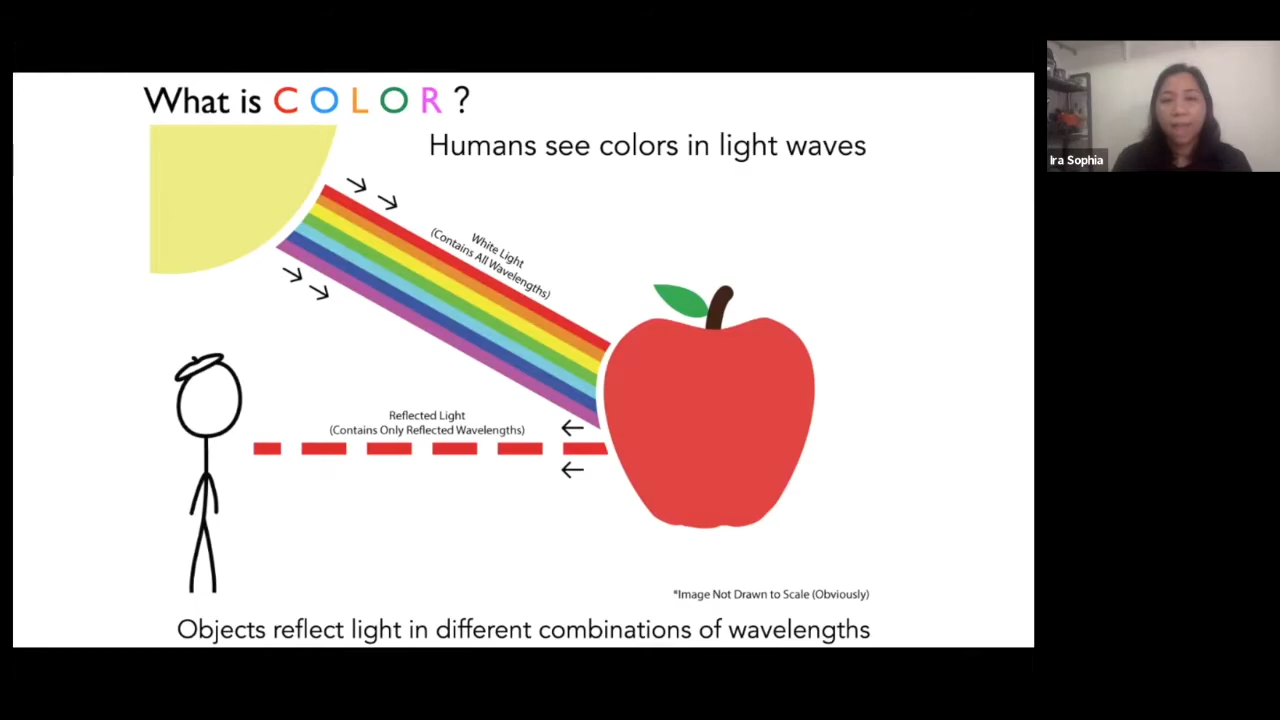 What is COLOR?
Humans see colors in light waves
White Light
(Contains All Wavelengths)
Reflected Light
(Contains Only Reflected Wavelengths)
*Image Not Drawn to Scale (Obviously)
Objects reflect light in different combinations of wavelengths
Ira Sophia